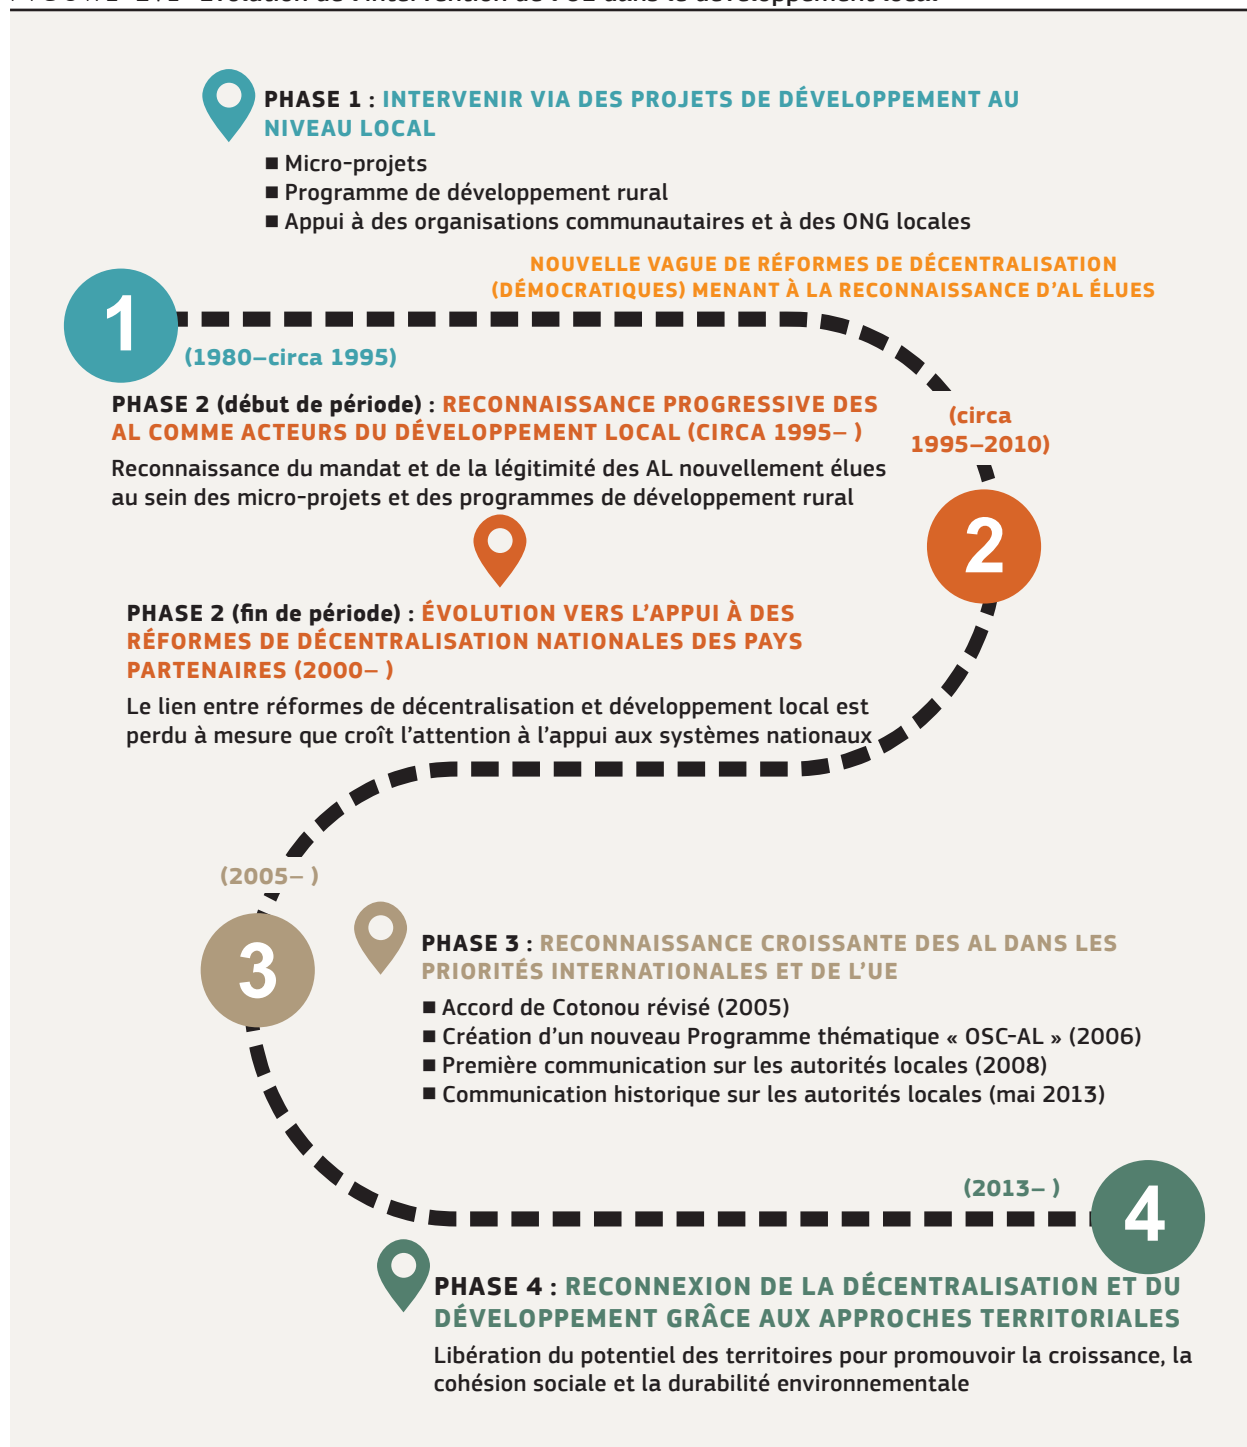 Évolution de l'intervention de l'UE dans le développement local
PHASE 1 : INTERVENIR VIA DES PROJETS DE DÉVELOPPEMENT AU
NIVEAU LOCAL
■ Micro-projets
■ Programme de développement rural
■ Appui à des organisations communautaires et à des ONG locales
NOUVELLE VAGUE DE RÉFORMES DE DÉCENTRALISATION
(DÉMOCRATIQUES) MENANT À LA RECONNAISSANCE D’AL ÉLUES
1
(1980–circa 1995)
PHASE 2 (début de période) : RECONNAISSANCE PROGRESSIVE DES
AL COMME ACTEURS DU DÉVELOPPEMENT LOCAL (CIRCA 1995– )
Reconnaissance du mandat et de la légitimité des AL nouvellement élues
au sein des micro-projets et des programmes de développement rural
(circa
1995–2010)
2
PHASE 2 (fin de période) : ÉVOLUTION VERS L’APPUI À DES
RÉFORMES DE DÉCENTRALISATION NATIONALES DES PAYS
PARTENAIRES (2000– )
Le lien entre réformes de décentralisation et développement local est
perdu à mesure que croît l’attention à l’appui aux systèmes nationaux
(2005– )
3
PHASE 3 : RECONNAISSANCE CROISSANTE DES AL DANS LES
PRIORITÉS INTERNATIONALES ET DE L’UE
■ Accord de Cotonou révisé (2005)
■ Création d’un nouveau Programme thématique « OSC-AL » (2006)
■ Première communication sur les autorités locales (2008)
■ Communication historique sur les autorités locales (mai 2013)
(2013– )
4
PHASE 4 : RECONNEXION DE LA DÉCENTRALISATION ET DU
DÉVELOPPEMENT GRÂCE AUX APPROCHES TERRITORIALES
Libération du potentiel des territoires pour promouvoir la croissance, la
cohésion sociale et la durabilité environnementale